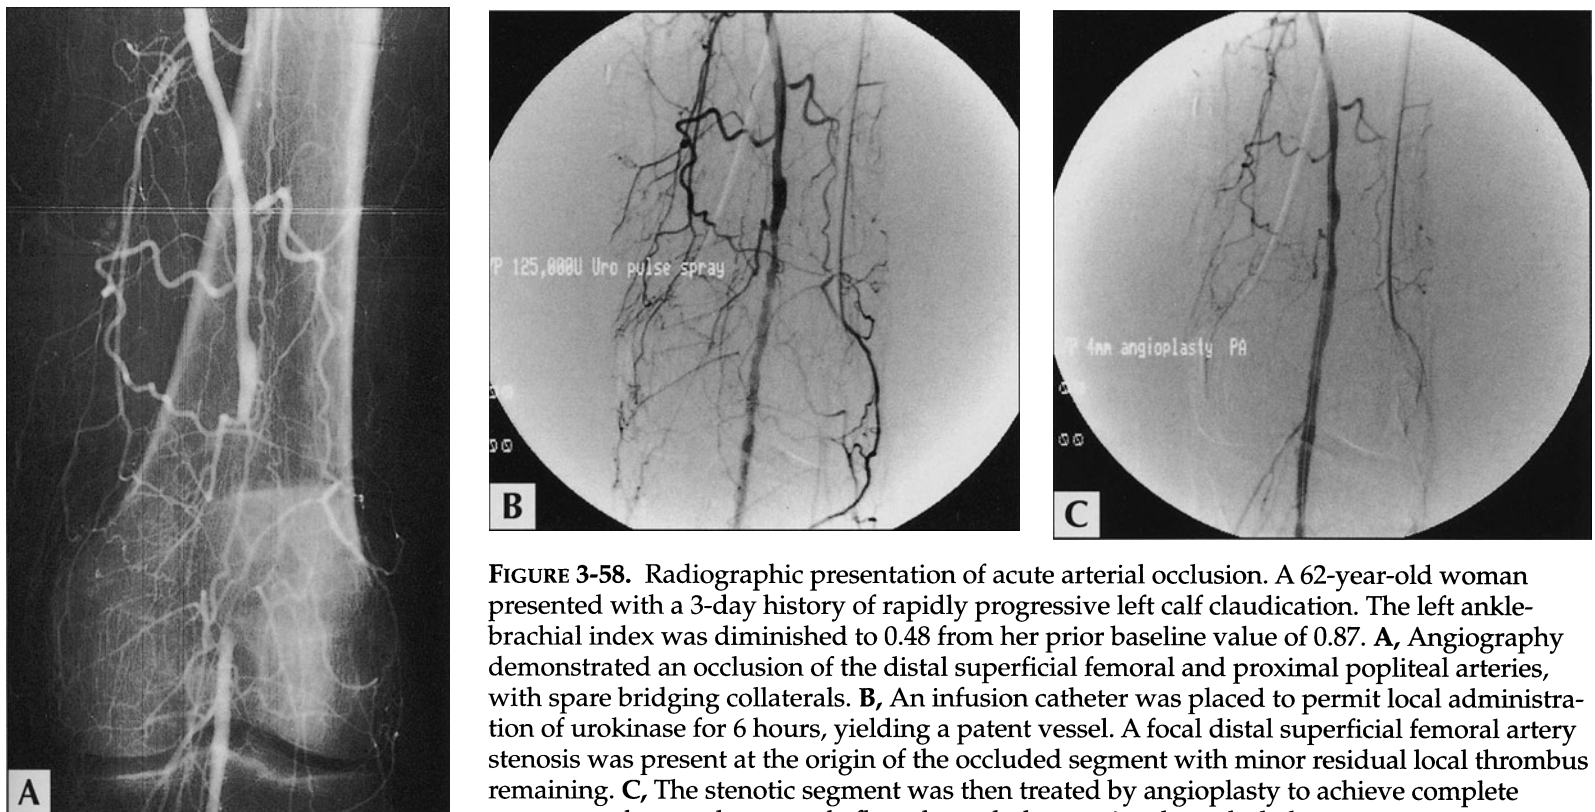 A
/P 125,000U Uro pulse spray
00
B
/P 4mm angioplasty PA
00
C
FIGURE 3-58. Radiographic presentation of acute arterial occlusion. A 62-year-old woman
presented with a 3-day history of rapidly progressive left calf claudication. The left ankle-
brachial index was diminished to 0.48 from her prior baseline value of 0.87. A, Angiography
demonstrated an occlusion of the distal superficial femoral and proximal popliteal arteries,
with spare bridging collaterals. B, An infusion catheter was placed to permit local administra-
tion of urokinase for 6 hours, yielding a patent vessel. A focal distal superficial femoral artery
stenosis was present at the origin of the occluded segment with minor residual local thrombus
remaining. C, The stenotic segment was then treated by angioplasty to achieve complete